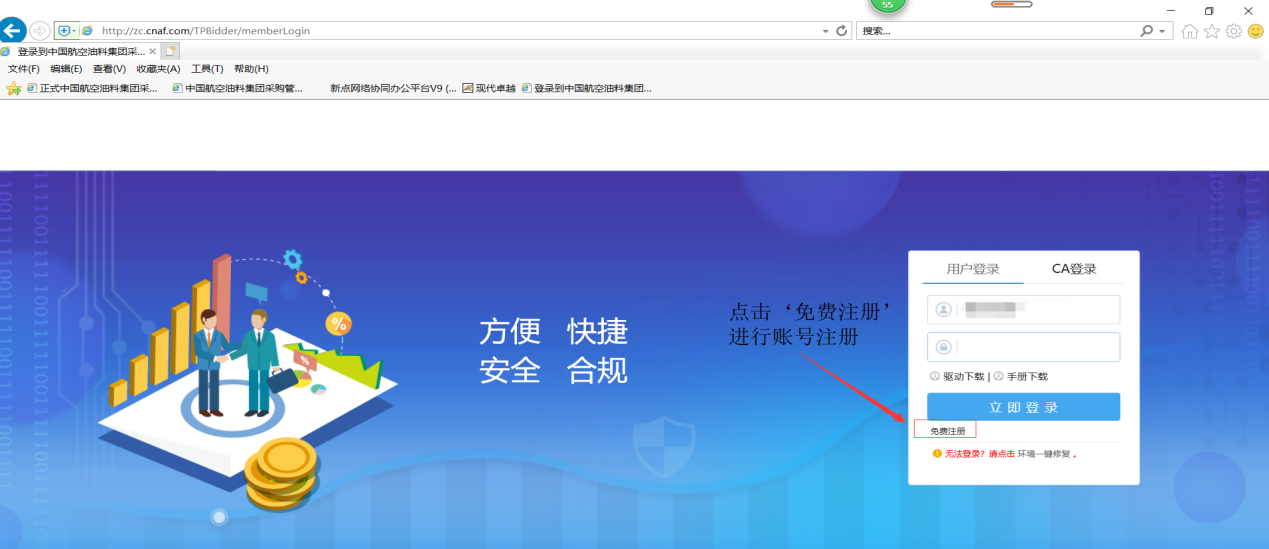 55
http://zc.cnaf.com/TPBidder/memberLogin
搜索...
登录到中国航空油料集团采... ×
文件(F) 编辑(E) 查看(V) 收藏夹(A) 工具(T) 帮助(H)
正式中国航空油料集团采... 中国航空油料集团采购管... 新点网络协同办公平台V9 (... 现代卓越 登录到中国航空油料集团...
用户登录 CA登录
点击‘免费注册’
进行账号注册
方便 快捷
安全 合规
%
%
驱动下载 | 手册下载
立即登录
免费注册
无法登录？请点击 环境一键修复 。